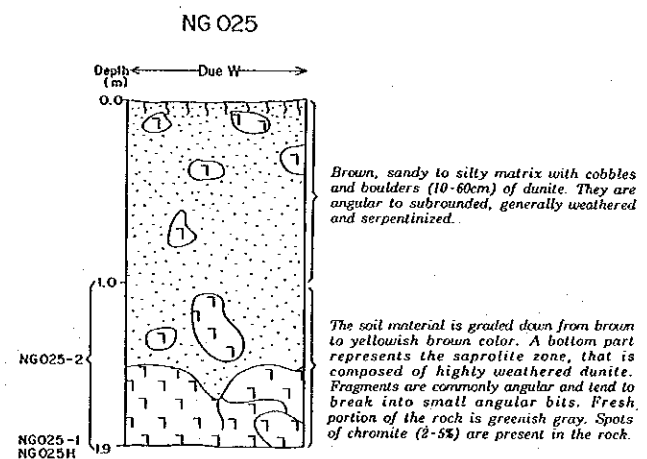 NG 025
Depth
(m)
Due W
0.0
Brown, sandy to silty matrix with cobbles
and boulders (10-60cm) of dunite. They are
angular to subrounded, generally weathered
and serpentinized.
1.0
NG025-2
The soil material is graded down from brown
to yellowish brown color. A bottom part
represents the saprolite zone, that is
composed of highly weathered dunite.
Fragments are commonly angular and tend to
break into small angular bits. Fresh
portion of the rock is greenish gray. Spots
of chromite (2-5%) are present in the rock.
NG025-1
NG025H
1.9